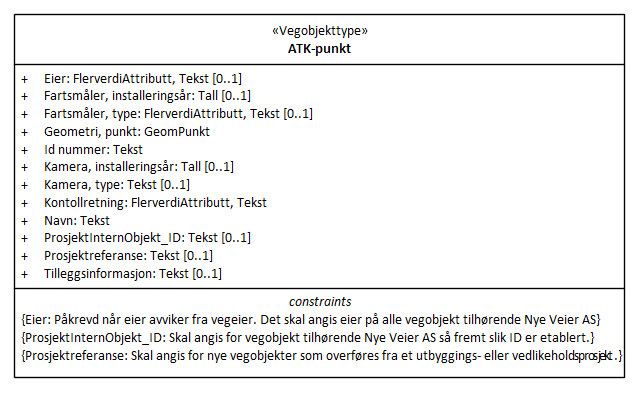 «Vegobjekttype»
ATK-punkt
+ Eier: FlerverdiAttributt, Tekst [0..1]
+ Fartsmåler, installeringsår: Tall [0..1]
+ Fartsmåler, type: FlerverdiAttributt, Tekst [0..1]
+ Geometri, punkt: GeomPunkt
+ Id nummer: Tekst
+ Kamera, installeringsår: Tall [0..1]
+ Kamera, type: Tekst [0..1]
+ Kontollretning: FlerverdiAttributt, Tekst
+ Navn: Tekst
+ ProsjektInternObjekt_ID: Tekst [0..1]
+ Prosjektreferanse: Tekst [0..1]
+ Tilleggsinformasjon: Tekst [0..1]
constraints
{Eier: Påkrevd når eier avviker fra vegeier. Det skal angis eier på alle vegobjekt tilhørende Nye Veier AS}
{ProsjektInternObjekt_ID: Skal angis for vegobjekt tilhørende Nye Veier AS så fremt slik ID er etablert.}
{Prosjektreferanse: Skal angis for nye vegobjekter som overføres fra et utbyggings- eller vedlikeholdsprosjekt.}